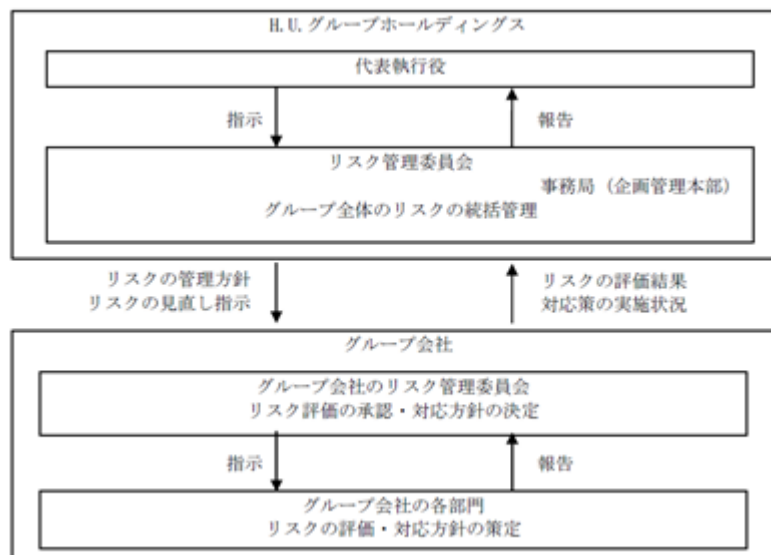 H.U.グループホールディングス
代表執行役
指示
報告
リスク管理委員会
事務局（企画管理本部）
グループ全体のリスクの統括管理
リスクの管理方針
リスクの見直し指示
リスクの評価結果
対応策の実施状況
グループ会社
グループ会社のリスク管理委員会
リスク評価の承認・対応方針の決定
指示
報告
グループ会社の各部門
リスクの評価・対応方針の策定